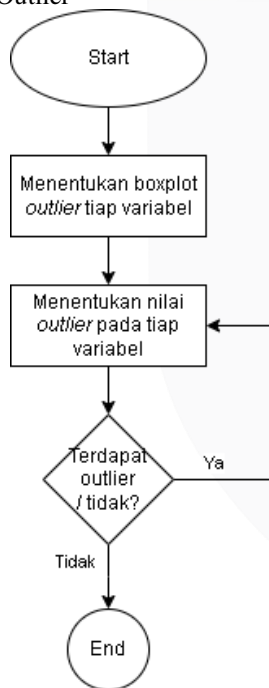 Outlier
Start
Menentukan boxplot
outlier tiap variabel
Menentukan nilai
outlier pada tiap
variabel
Terdapat
outlier
/ tidak?
Ya
Tidak
End